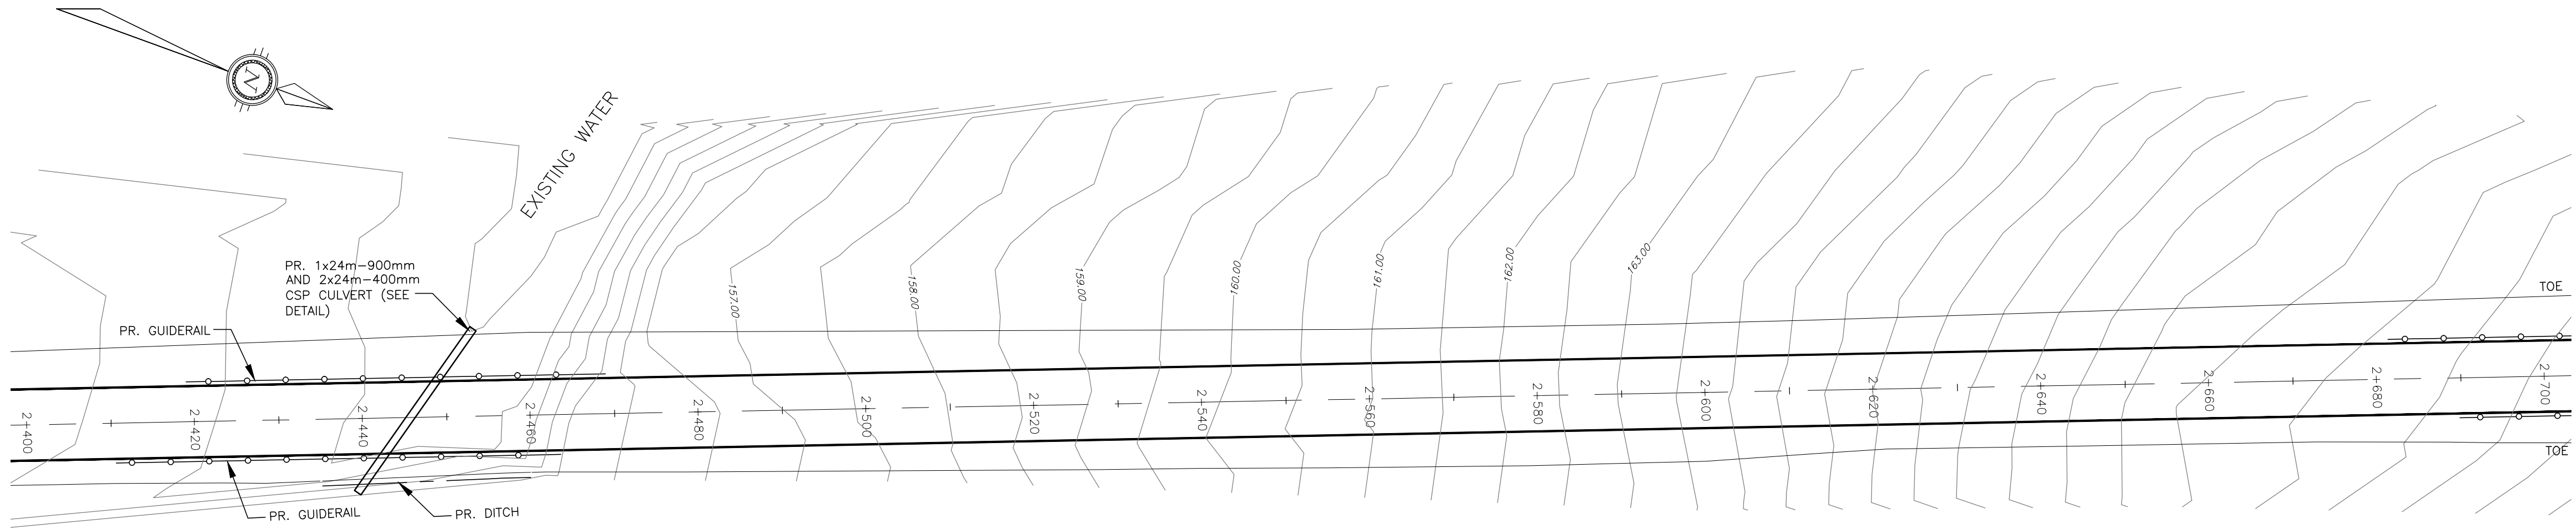 N
EXISTING WATER
PR. 1x24m-900mm
AND 2x24m-400mm
CSP CULVERT (SEE
DETAIL)
PR. GUIDERAIL
157.00
158.00
159.00
160.00
161.00
162.00
163.00
TOE
2+400
2+420
2+440
2+460
2+480
2+500
2+520
2+540
2+560
2+580
2+600
2+620
2+640
2+660
2+680
2+700
TOE
PR. GUIDERAIL
PR. DITCH